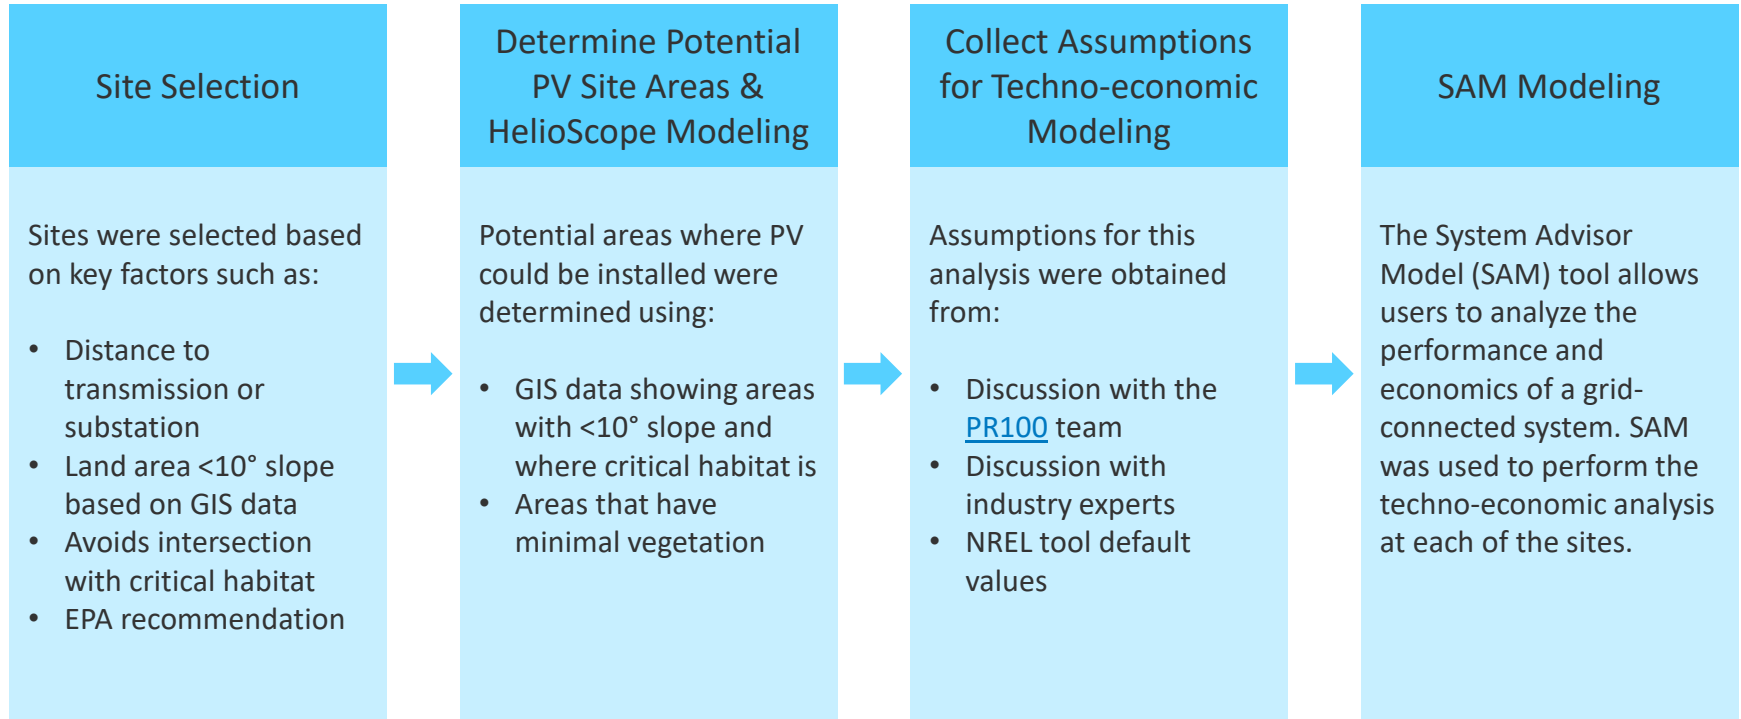 Site Selection
Sites were selected based
on key factors such as:
• Distance to
transmission or
substation
• Land area <10° slope
based on GIS data
• Avoids intersection
with critical habitat
• EPA recommendation
Determine Potential
PV Site Areas &
HelioScope Modeling
Potential areas where PV
could be installed were
determined using:
• GIS data showing areas
with <10° slope and
where critical habitat is
• Areas that have
minimal vegetation
Collect Assumptions
for Techno-economic
Modeling
Assumptions for this
analysis were obtained
from:
• Discussion with the
PR100 team
• Discussion with
industry experts
• NREL tool default
values
SAM Modeling
The System Advisor
Model (SAM) tool allows
users to analyze the
performance and
economics of a grid-
connected system. SAM
was used to perform the
techno-economic analysis
at each of the sites.